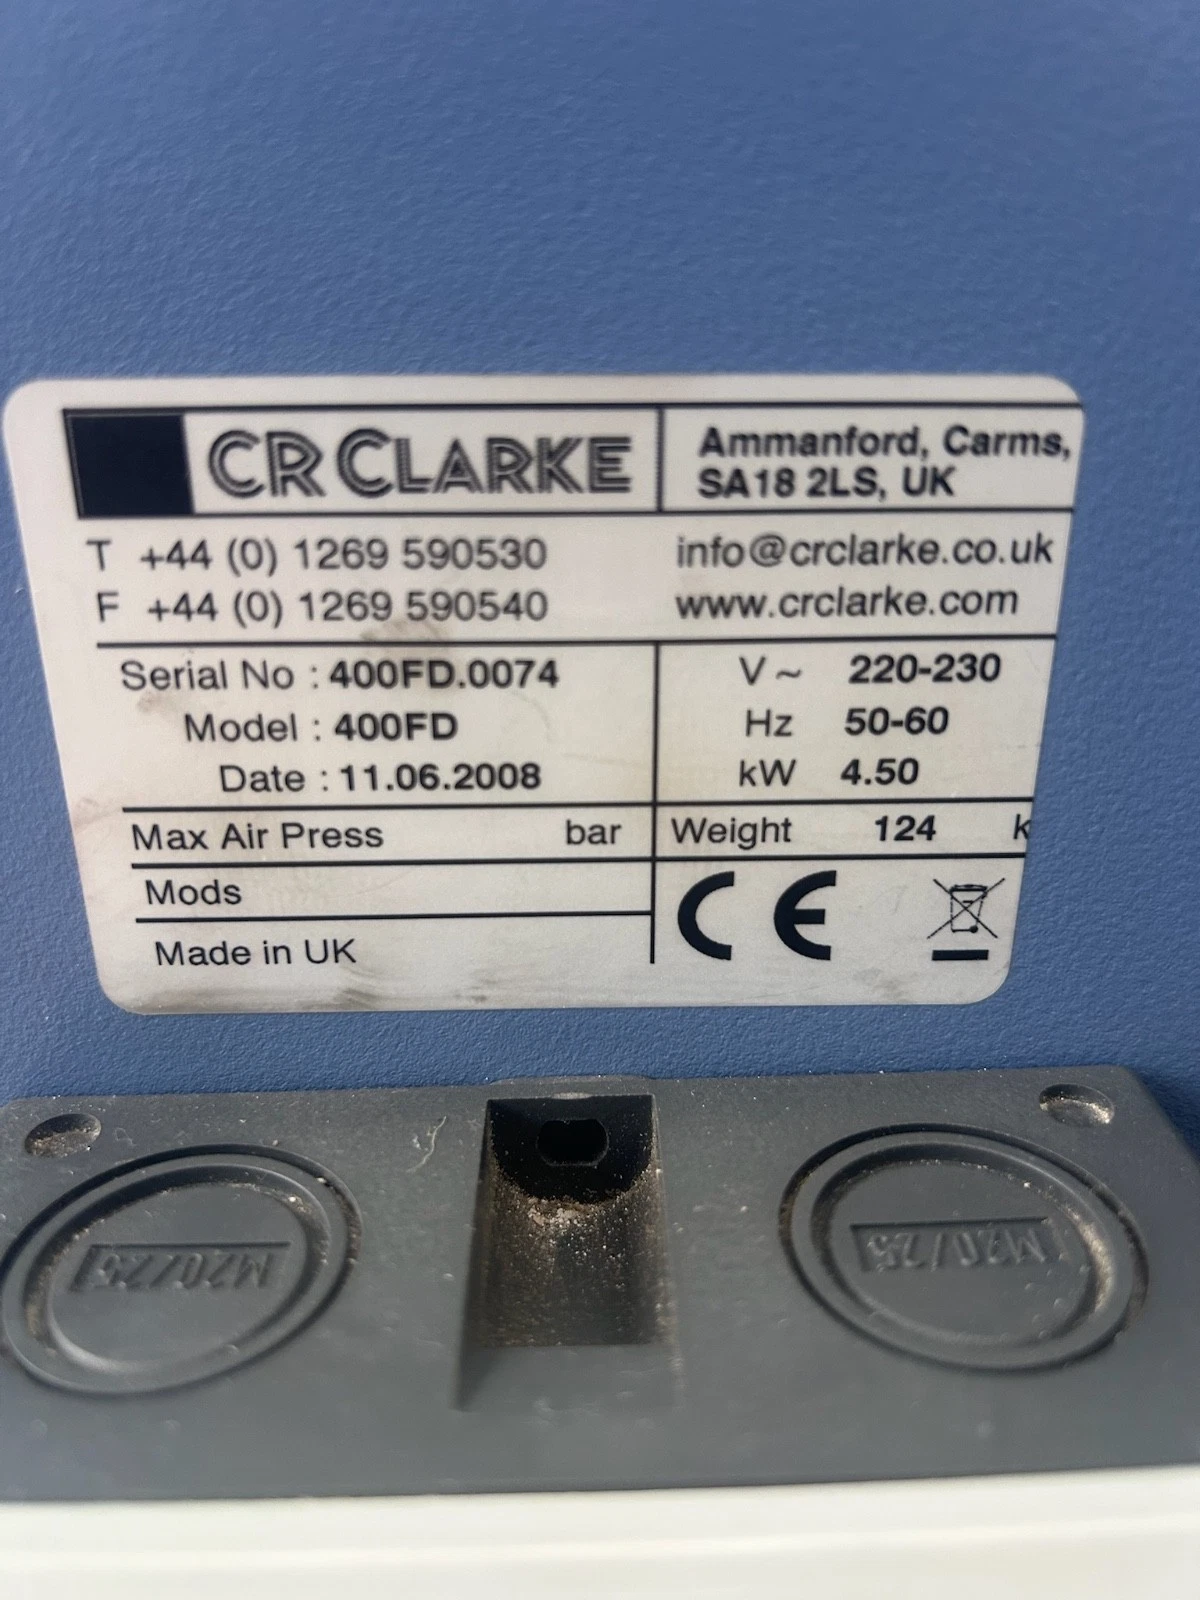 CR CLARKE
Ammanford, Carms,
SA18 2LS, UK
T +44 (0) 1269 590530
F +44 (0) 1269 590540
info@crclarke.co.uk
www.crclarke.com
Serial No : 400FD.0074
Model : 400FD
Date : 11.06.2008
V~ 220-230
Hz 50-60
kW 4.50
Max Air Press bar
Weight 124 k
Mods
Made in UK
CE
M20/25
M20/25